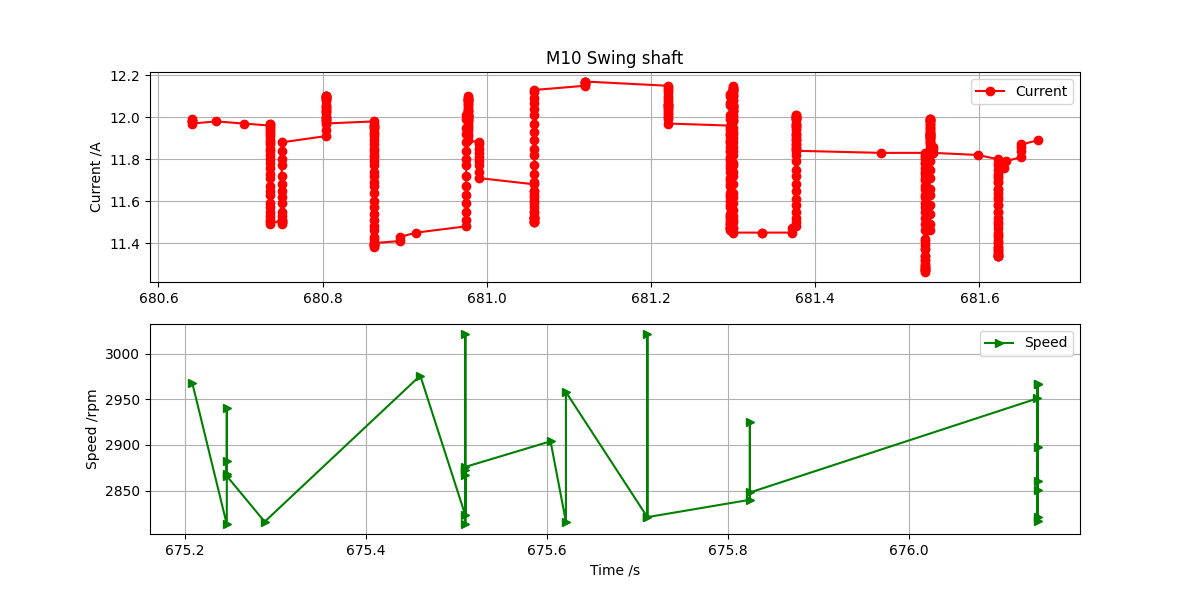 M10 Swing shaft
Current /A
12.2
12.0
11.8
11.6
11.4
Current
680.6 680.8 681.0 681.2 681.4 681.6
Speed /rpm
3000
2950
2900
2850
Speed
675.2 675.4 675.6 675.8 676.0
Time /s